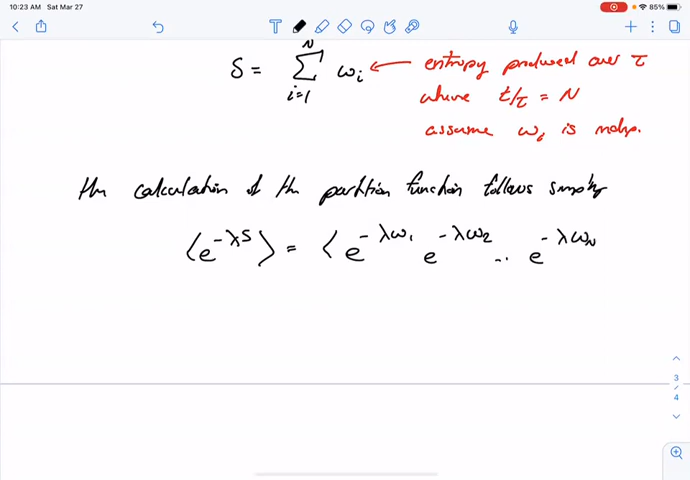 10:23 AM Sat Mar 27
85%
S = Σ_{i=1}^{N} ω_i ← entropy produced over τ
where t/τ = N
assume ω_i is indep.
the calculation of the partition function follows simply
⟨e^{-λS}⟩ = ⟨e^{-λω_1} e^{-λω_2} .. e^{-λω_N}
3
4